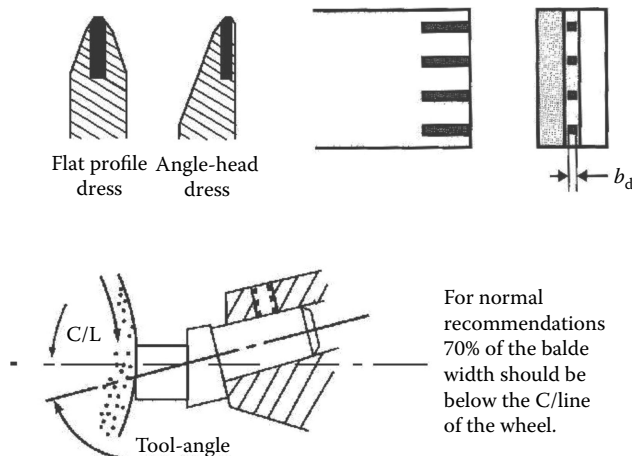 Flat profile
dress
Angle-head
dress
b_d
C/L
Tool-angle
For normal
recommendations
70% of the balde
width should be
below the C/line
of the wheel.